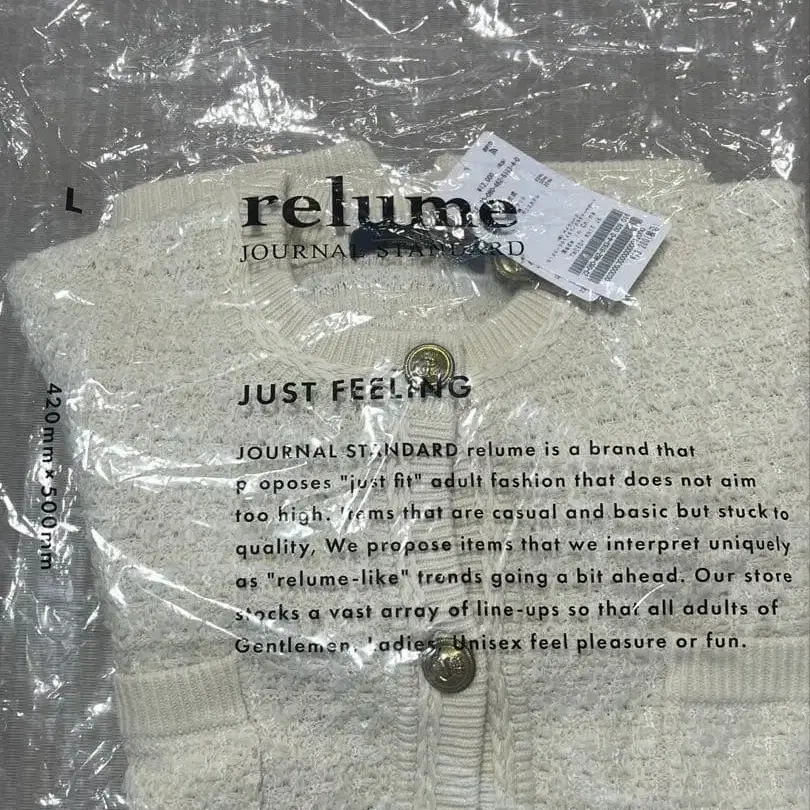 relume
JOURNAL STANDARD
L
JUST FEELING
420mm×500mm
JOURNAL STANDARD relume is a brand that
proposes "just fit" adult fashion that does not aim
too high. Items that are casual and basic but stuck to
quality, We propose items that we interpret uniquely
as "relume-like" trends going a bit ahead. Our store
stocks a vast array of line-ups so that all adults of
Gentlemen, Ladies, Unisex feel pleasure or fun.